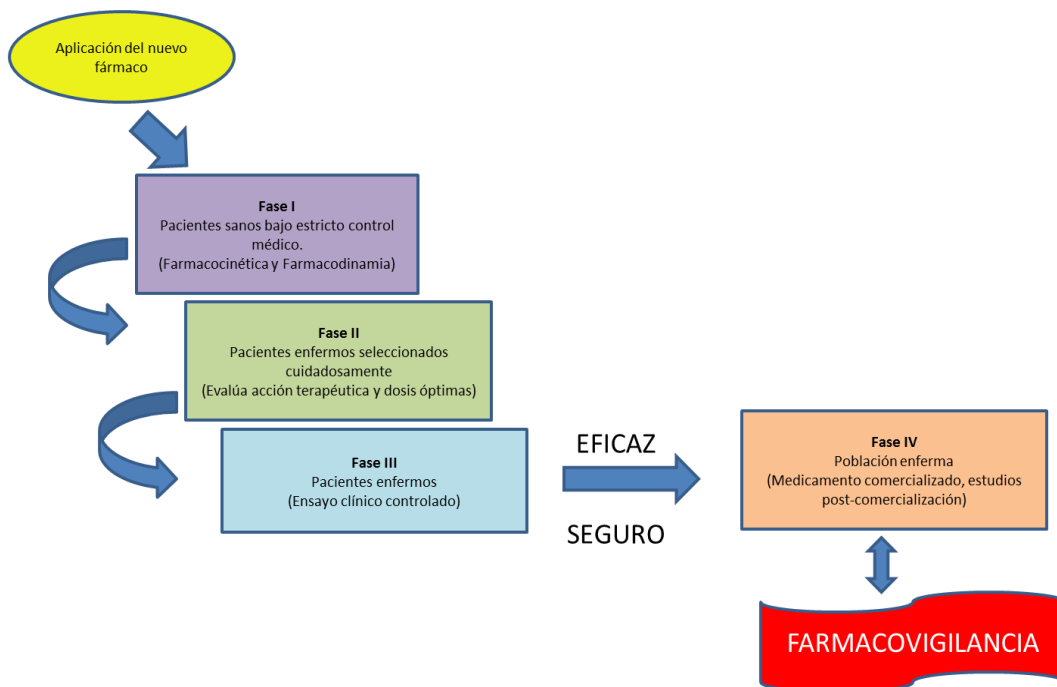 Aplicación del nuevo
fármaco
Fase I
Pacientes sanos bajo estricto control
médico.
(Farmacocinética y Farmacodinamia)
Fase II
Pacientes enfermos seleccionados
cuidadosamente
(Evalúa acción terapéutica y dosis óptimas)
Fase III
Pacientes enfermos
(Ensayo clínico controlado)
EFICAZ
SEGURO
Fase IV
Población enferma
(Medicamento comercializado, estudios
post-comercialización)
FARMACOVIGILANCIA